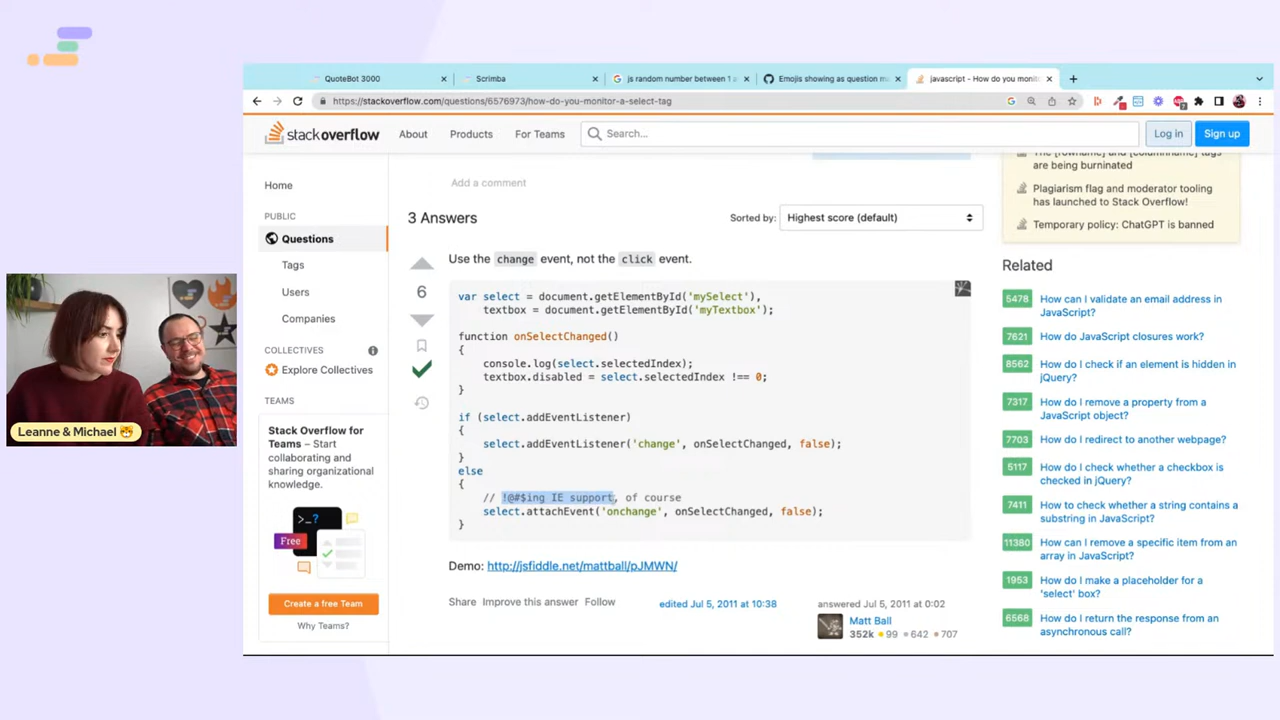 QuoteBot 3000
Scrimba
js random number between 1 a
Emojis showing as question m
javascript - How do you monit
https://stackoverflow.com/questions/6576973/how-do-you-monitor-a-select-tag
stackoverflow
About
Products
For Teams
Search...
Log in
Sign up
Home
PUBLIC
Questions
Tags
Users
Companies
COLLECTIVES
Explore Collectives
TEAMS
Stack Overflow for
Teams – Start
collaborating and
sharing organizational
knowledge.
>_?
Free
Create a free Team
Why Teams?
Add a comment
3 Answers
Sorted by:
Highest score (default)
6
Use the change event, not the click event.
var select = document.getElementById('mySelect'),
textbox = document.getElementById('myTextbox');
function onSelectChanged()
{
console.log(select.selectedIndex);
textbox.disabled = select.selectedIndex !== 0;
}
if (select.addEventListener)
{
select.addEventListener('change', onSelectChanged, false);
}
else
{
// !@#$ing IE support, of course
select.attachEvent('onchange', onSelectChanged, false);
}
Demo: http://jsfiddle.net/mattball/pJMWN/
Share Improve this answer Follow
edited Jul 5, 2011 at 10:38
answered Jul 5, 2011 at 0:02
Matt Ball
352k 99 642 707
The [rowname] and [columnname] tags
are being burninated
Plagiarism flag and moderator tooling
has launched to Stack Overflow!
Temporary policy: ChatGPT is banned
Related
5478 How can I validate an email address in
JavaScript?
7621 How do JavaScript closures work?
8562 How do I check if an element is hidden in
jQuery?
7317 How do I remove a property from a
JavaScript object?
7703 How do I redirect to another webpage?
5117 How do I check whether a checkbox is
checked in jQuery?
7411 How to check whether a string contains a
substring in JavaScript?
11380 How can I remove a specific item from an
array in JavaScript?
1953 How do I make a placeholder for a
'select' box?
6568 How do I return the response from an
asynchronous call?
Leanne & Michael